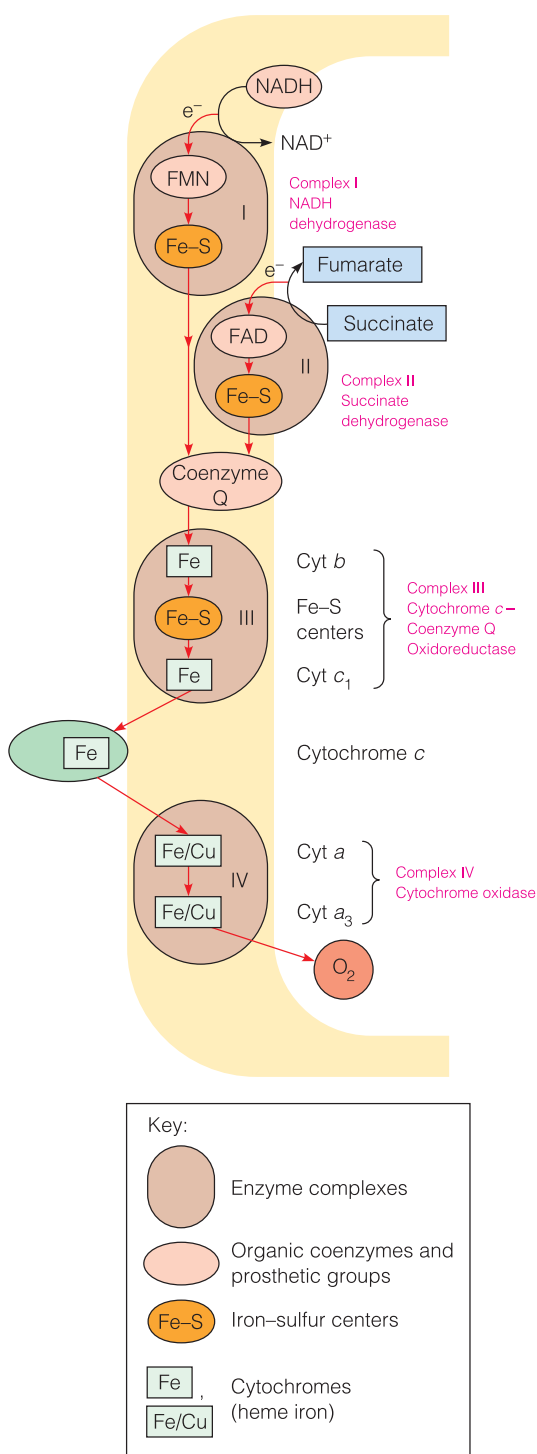 NADH
e⁻
NAD⁺
FMN
I
Fe–S
Complex I
NADH
dehydrogenase
e⁻
Fumarate
Succinate
FAD
II
Fe–S
Complex II
Succinate
dehydrogenase
Coenzyme
Q
Fe
Cyt b
Fe–S
III
Fe–S
centers
Fe
Cyt c₁
Complex III
Cytochrome c–
Coenzyme Q
Oxidoreductase
Fe
Cytochrome c
Fe/Cu
IV
Cyt a
Fe/Cu
Cyt a₃
Complex IV
Cytochrome oxidase
O₂
Key:
Enzyme complexes
Organic coenzymes and
prosthetic groups
Fe–S
Iron–sulfur centers
Fe ,
Fe/Cu
Cytochromes
(heme iron)